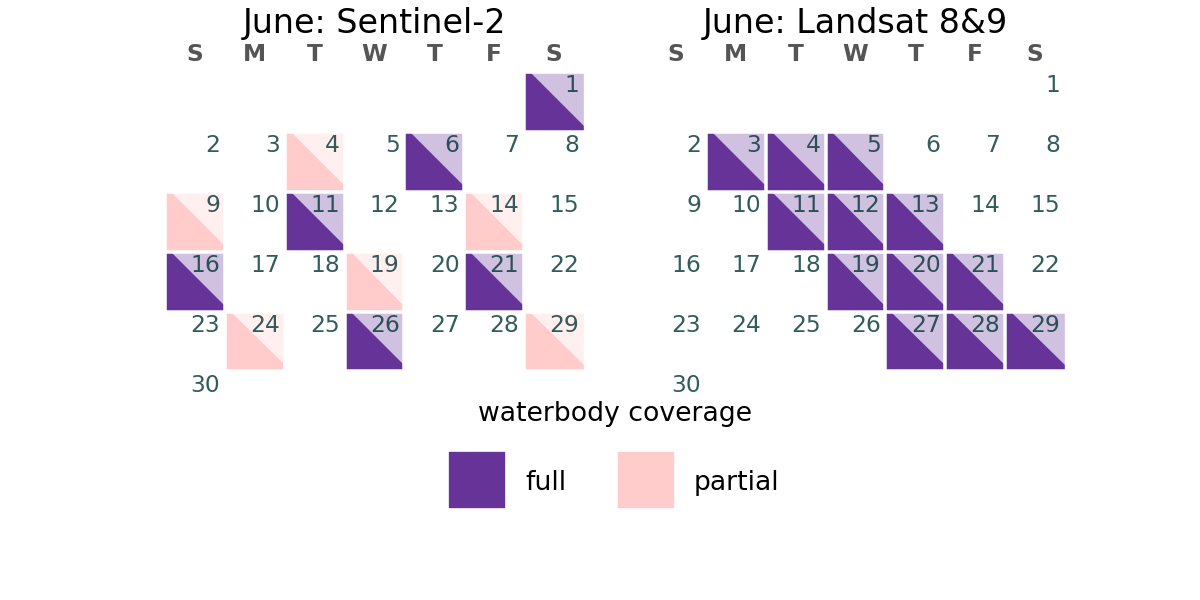 June: Sentinel-2
S M T W T F S
1
2 3 4 5 6 7 8
9 10 11 12 13 14 15
16 17 18 19 20 21 22
23 24 25 26 27 28 29
30
June: Landsat 8&9
S M T W T F S
1
2 3 4 5 6 7 8
9 10 11 12 13 14 15
16 17 18 19 20 21 22
23 24 25 26 27 28 29
30
waterbody coverage
full partial